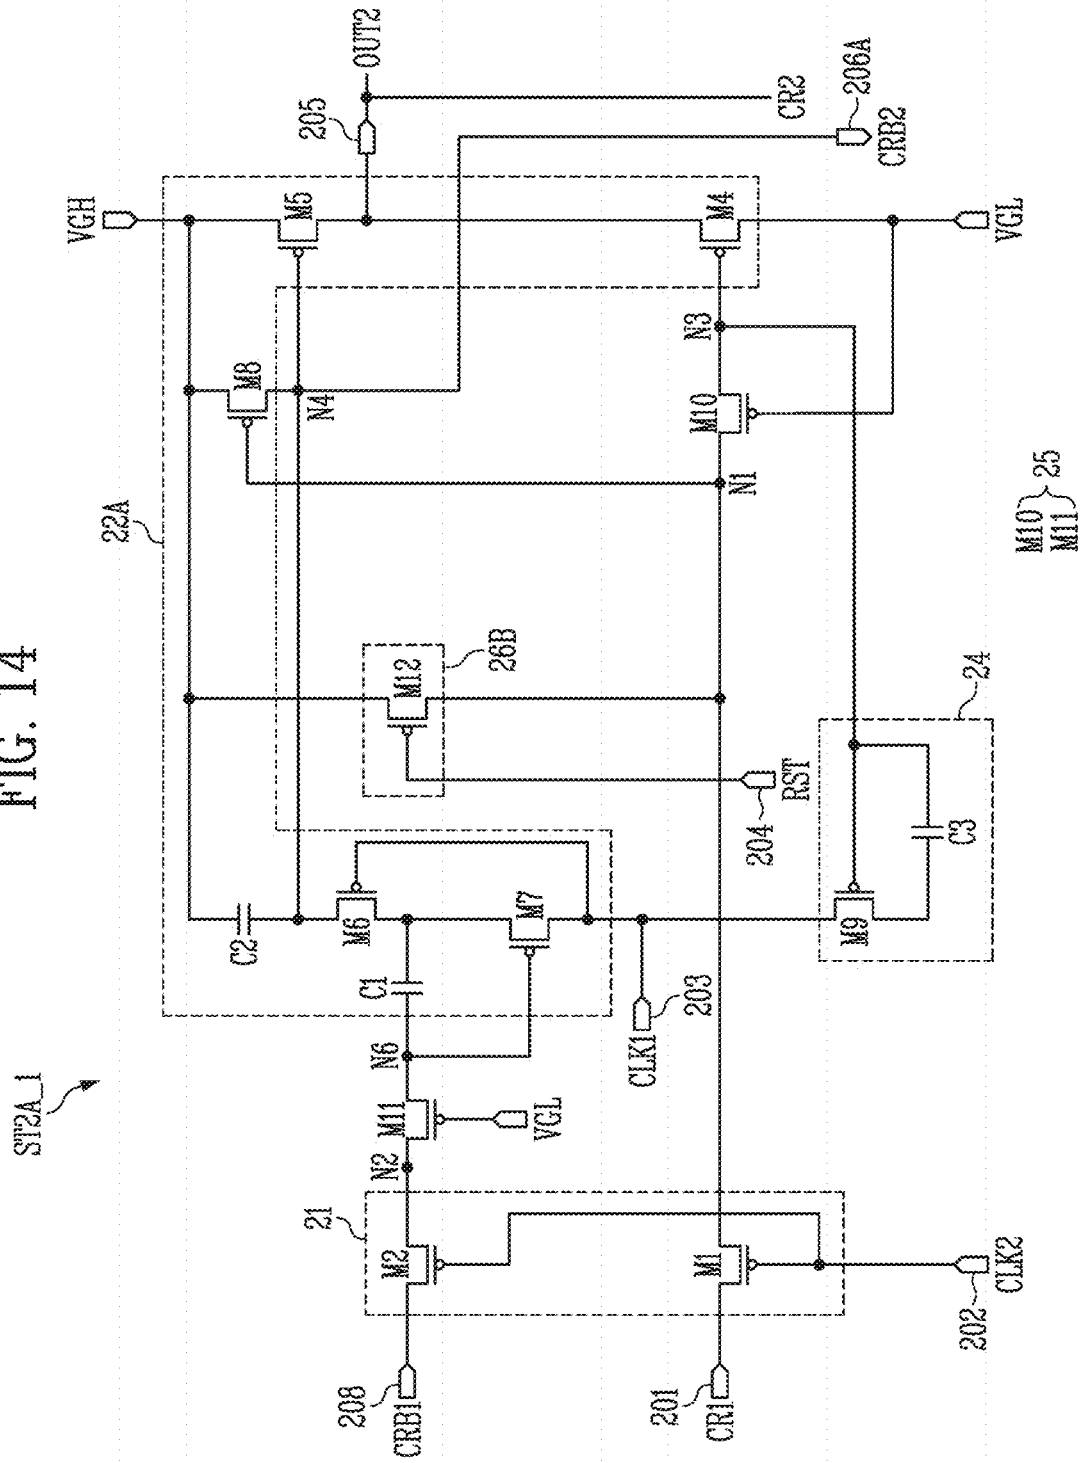 FIG. 14
ST2A_1
22A
VGH
M5
205
OUT2
CR2
206A
CRB2
M8
N4
N3
M4
VGL
M10
N1
M10
M11
25
26B
M12
RST
204
24
C3
M9
C2
M6
M7
C1
N6
CLK1
203
M11
VGL
N2
21
M2
M1
CLK2
202
208
CRB1
201
CR1